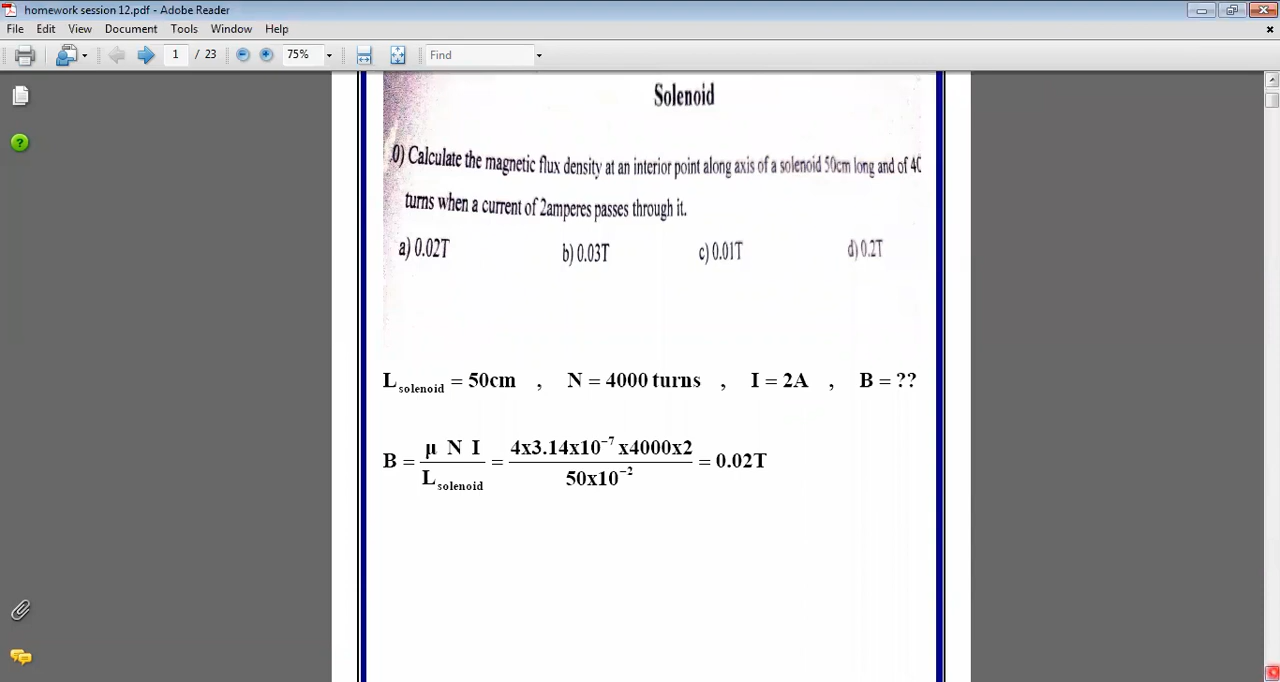 homework session 12.pdf - Adobe Reader
File Edit View Document Tools Window Help
1 / 23 75% Find
Solenoid
0) Calculate the magnetic flux density at an interior point along axis of a solenoid 50cm long and of 40
turns when a current of 2amperes passes through it.
a) 0.02T b) 0.03T c) 0.01T d) 0.2T
L solenoid = 50cm , N = 4000 turns , I = 2A , B = ??
B = μ N I / L solenoid = 4x3.14x10⁻⁷ x4000x2 / 50x10⁻² = 0.02T